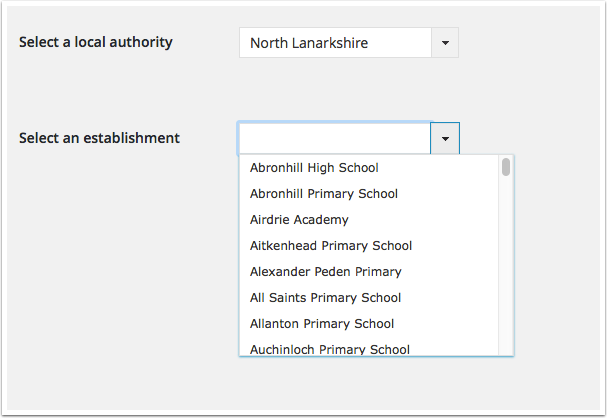 Select a local authority
North Lanarkshire
Select an establishment
Abronhill High School
Abronhill Primary School
Airdrie Academy
Aitkenhead Primary School
Alexander Peden Primary
All Saints Primary School
Allanton Primary School
Auchinloch Primary School